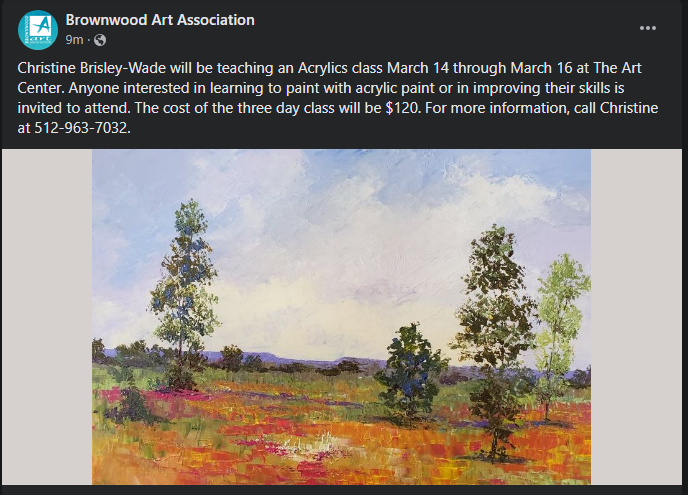 Brownwood Art Association
9m ·
Christine Brisley-Wade will be teaching an Acrylics class March 14 through March 16 at The Art
Center. Anyone interested in learning to paint with acrylic paint or in improving their skills is
invited to attend. The cost of the three day class will be $120. For more information, call Christine
at 512-963-7032.